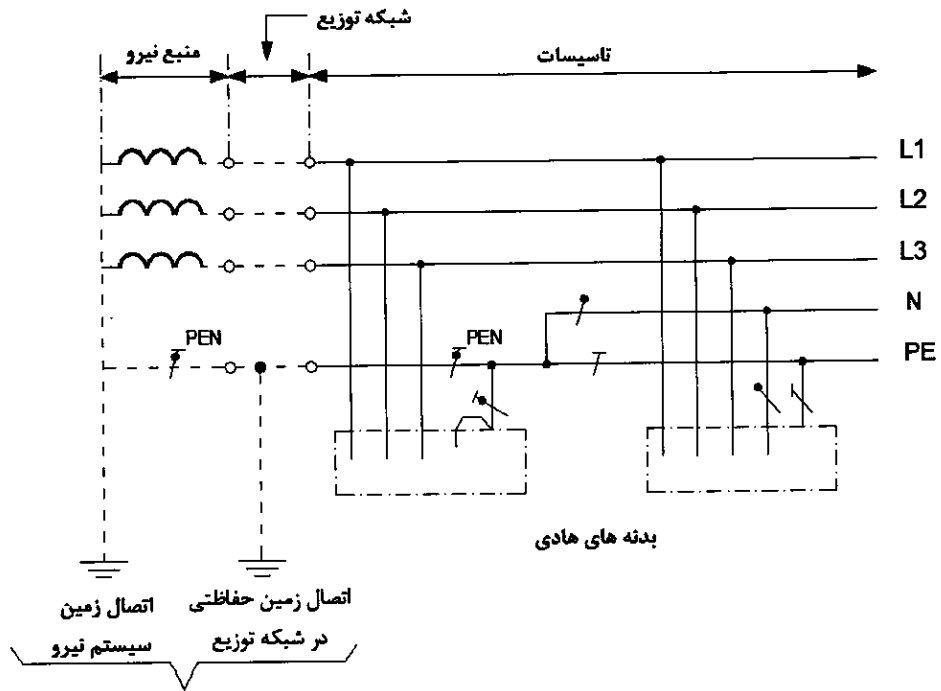 شبکه توزیع
منبع نیرو
تاسیسات
L1
L2
L3
N
PEN
PEN
PE
بدنه های هادی
اتصال زمین حفاظتی
در شبکه توزیع
اتصال زمین
سیستم نیرو